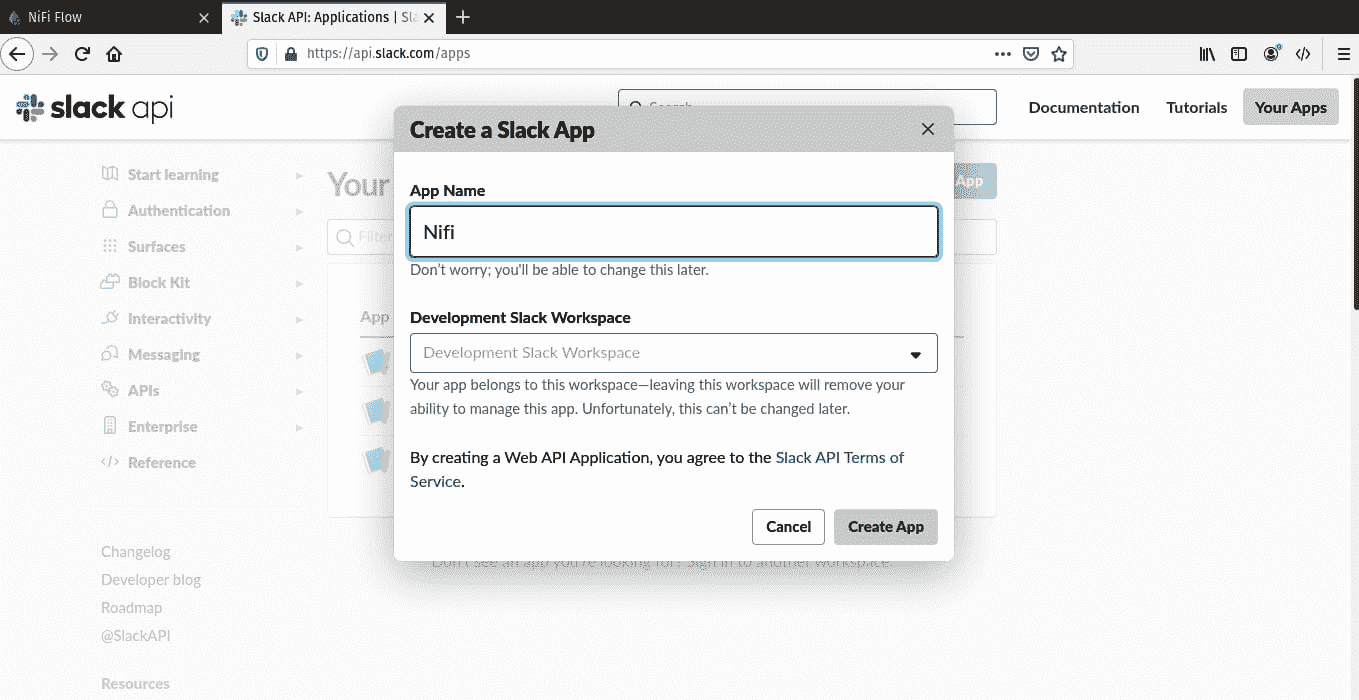 NiFi Flow
Slack API: Applications | Sla
https://api.slack.com/apps
slack api
Search
Documentation
Tutorials
Your Apps
Create a Slack App
Start learning
Authentication
Surfaces
Block Kit
Interactivity
Messaging
APIs
Enterprise
Reference
Your
App
Filter
App
App Name
Nifi
Don't worry; you'll be able to change this later.
Development Slack Workspace
Development Slack Workspace
Your app belongs to this workspace—leaving this workspace will remove your
ability to manage this app. Unfortunately, this can't be changed later.
By creating a Web API Application, you agree to the Slack API Terms of
Service.
Cancel
Create App
Don't see an app you're looking for? Sign in to another workspace.
Changelog
Developer blog
Roadmap
@SlackAPI
Resources